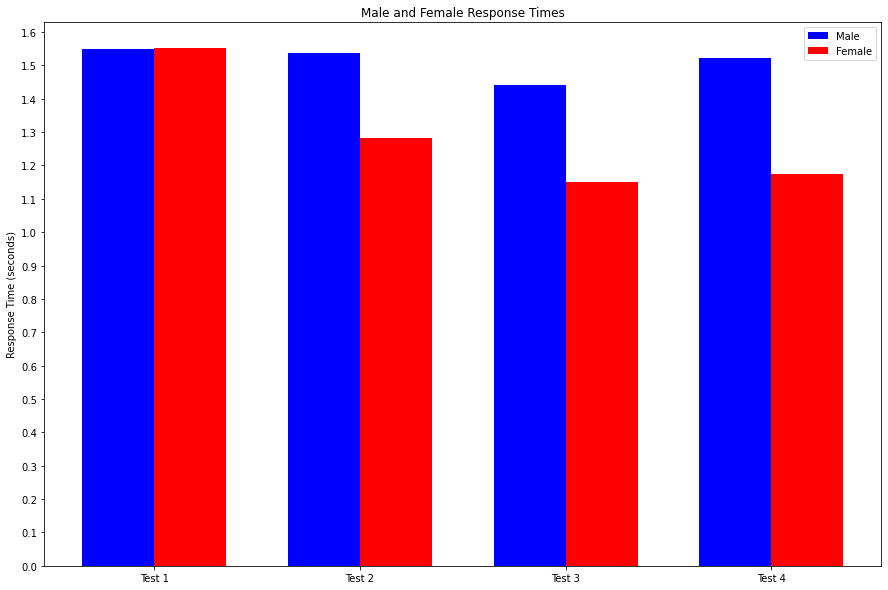 Male and Female Response Times
Male
Female
Response Time (seconds)
1.6
1.5
1.4
1.3
1.2
1.1
1.0
0.9
0.8
0.7
0.6
0.5
0.4
0.3
0.2
0.1
0.0
Test 1
Test 2
Test 3
Test 4